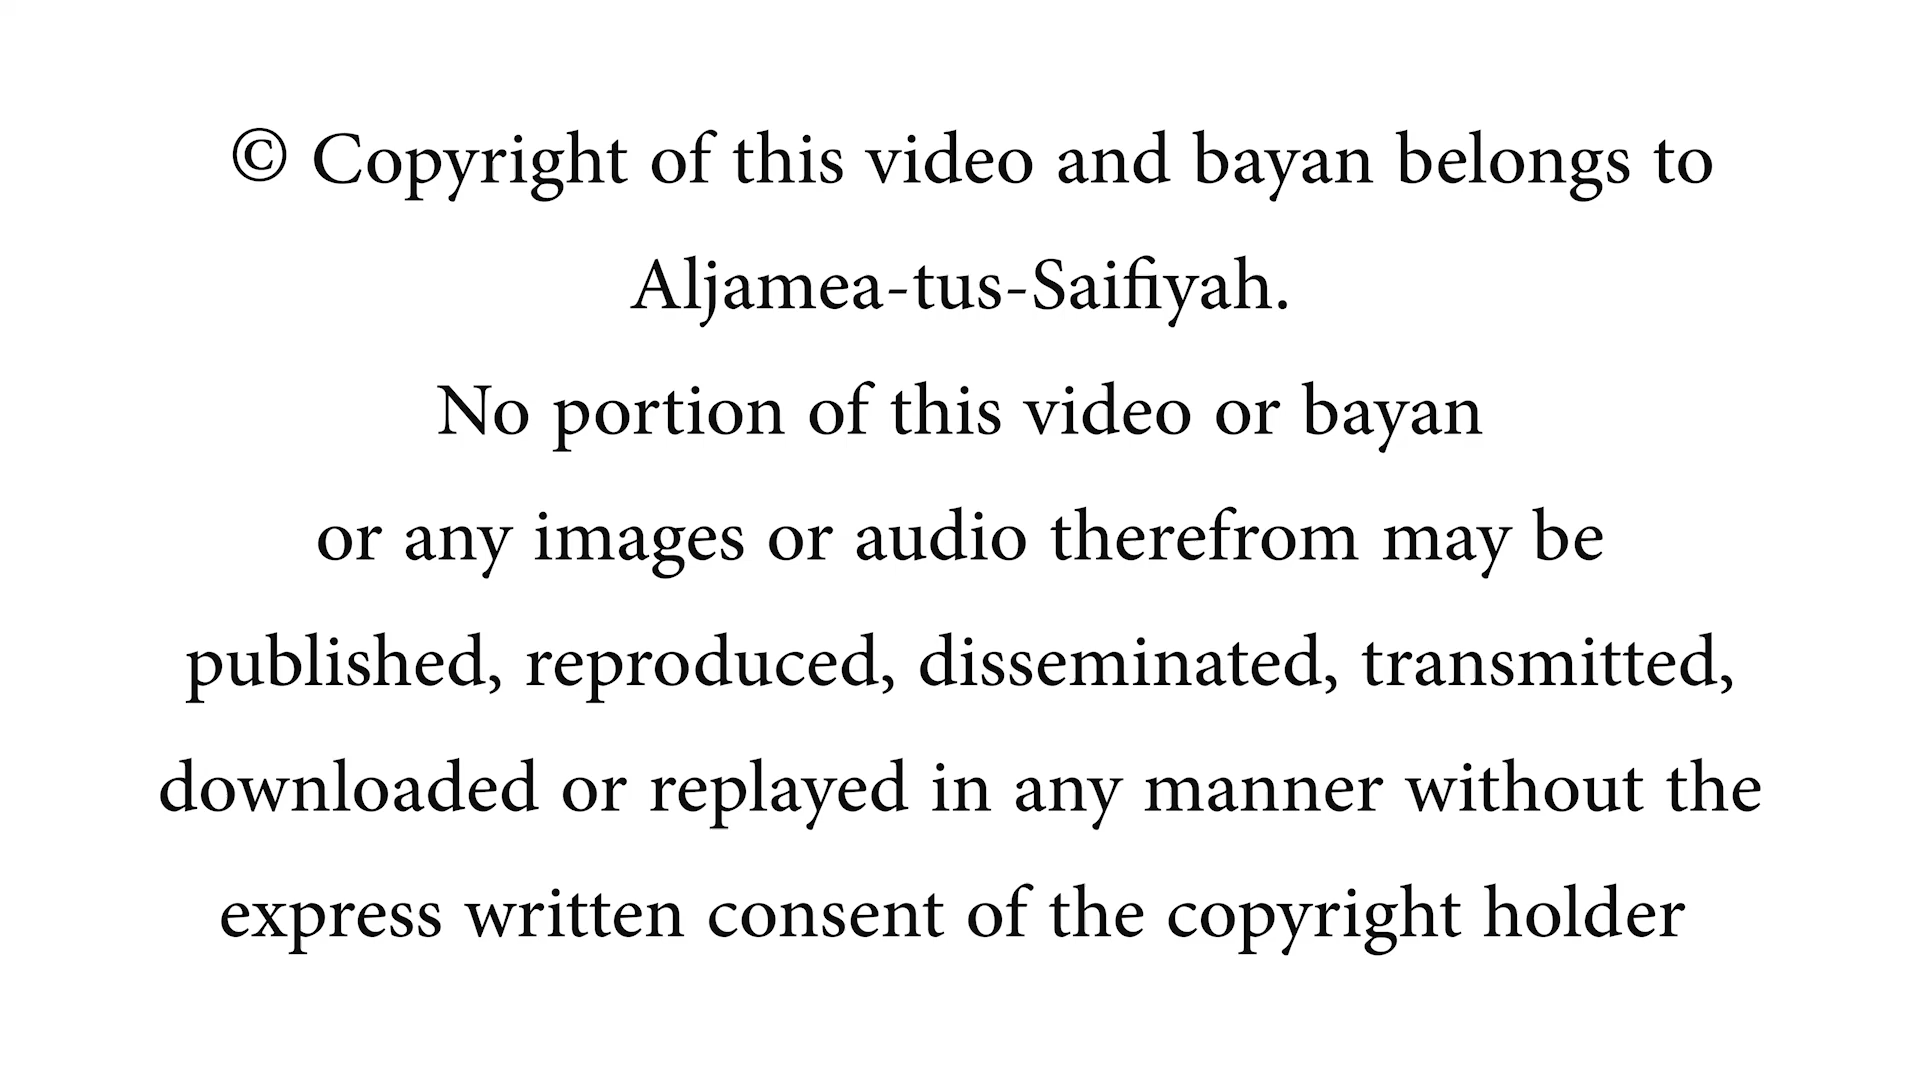 © Copyright of this video and bayan belongs to
Aljamea-tus-Saifiyah.
No portion of this video or bayan
or any images or audio therefrom may be
published, reproduced, disseminated, transmitted,
downloaded or replayed in any manner without the
express written consent of the copyright holder